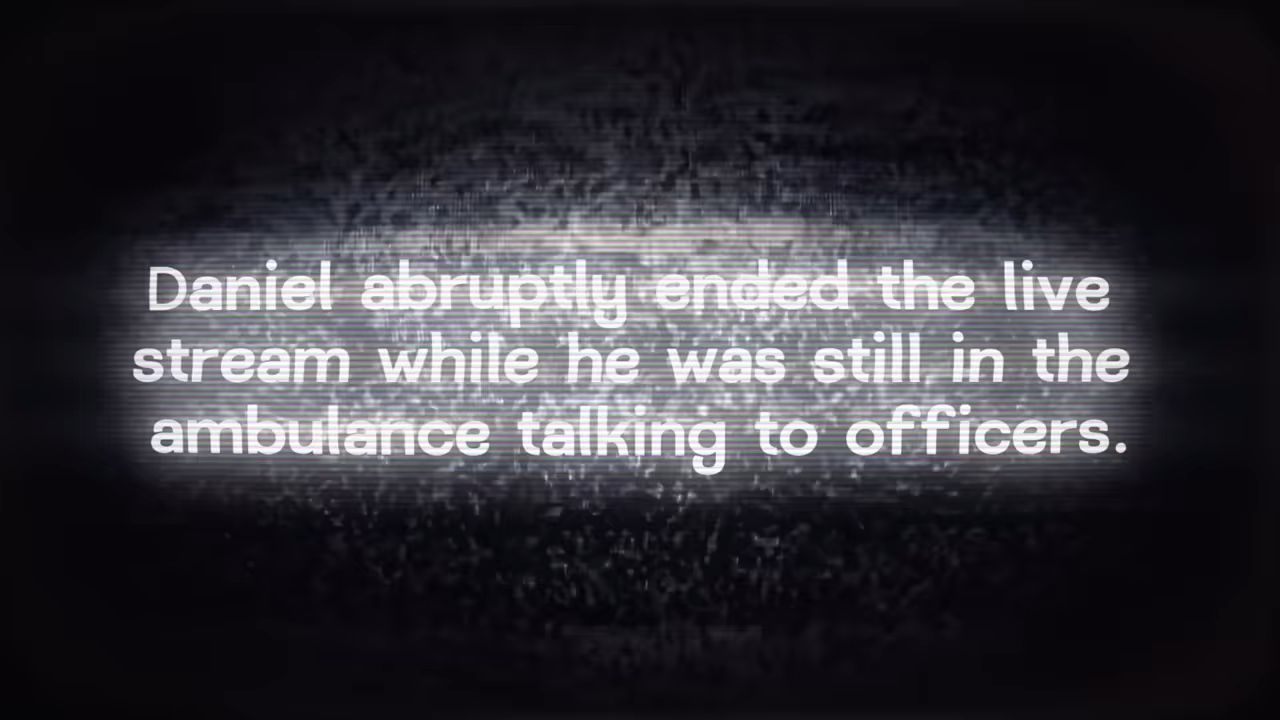 Daniel abruptly ended the live
stream while he was still in the
ambulance talking to officers.